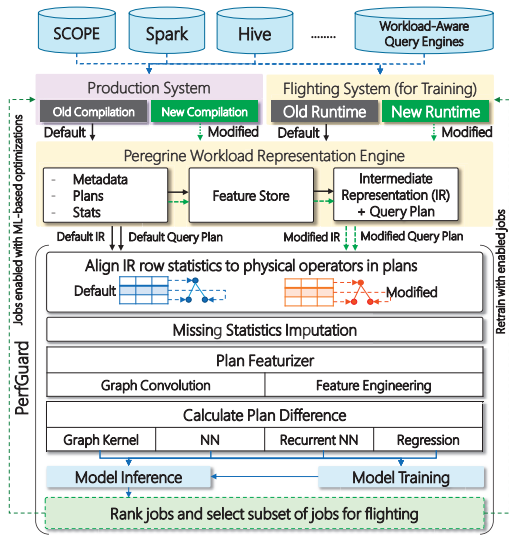 SCOPE
Spark
Hive
........
Workload-Aware
Query Engines
Production System
Flighting System (for Training)
Old Compilation
New Compilation
Old Runtime
New Runtime
Default
Modified
Default
Modified
Peregrine Workload Representation Engine
- Metadata
- Plans
- Stats
Feature Store
Intermediate
Representation (IR)
+ Query Plan
Default IR
Default Query Plan
Modified IR
Modified Query Plan
Align IR row statistics to physical operators in plans
Default
Modified
Missing Statistics Imputation
Plan Featurizer
Graph Convolution
Feature Engineering
Calculate Plan Difference
Graph Kernel
NN
Recurrent NN
Regression
Model Inference
Model Training
Rank jobs and select subset of jobs for flighting
PerfGuard
Jobs enabled with ML-based optimizations
Retrain with enabled jobs